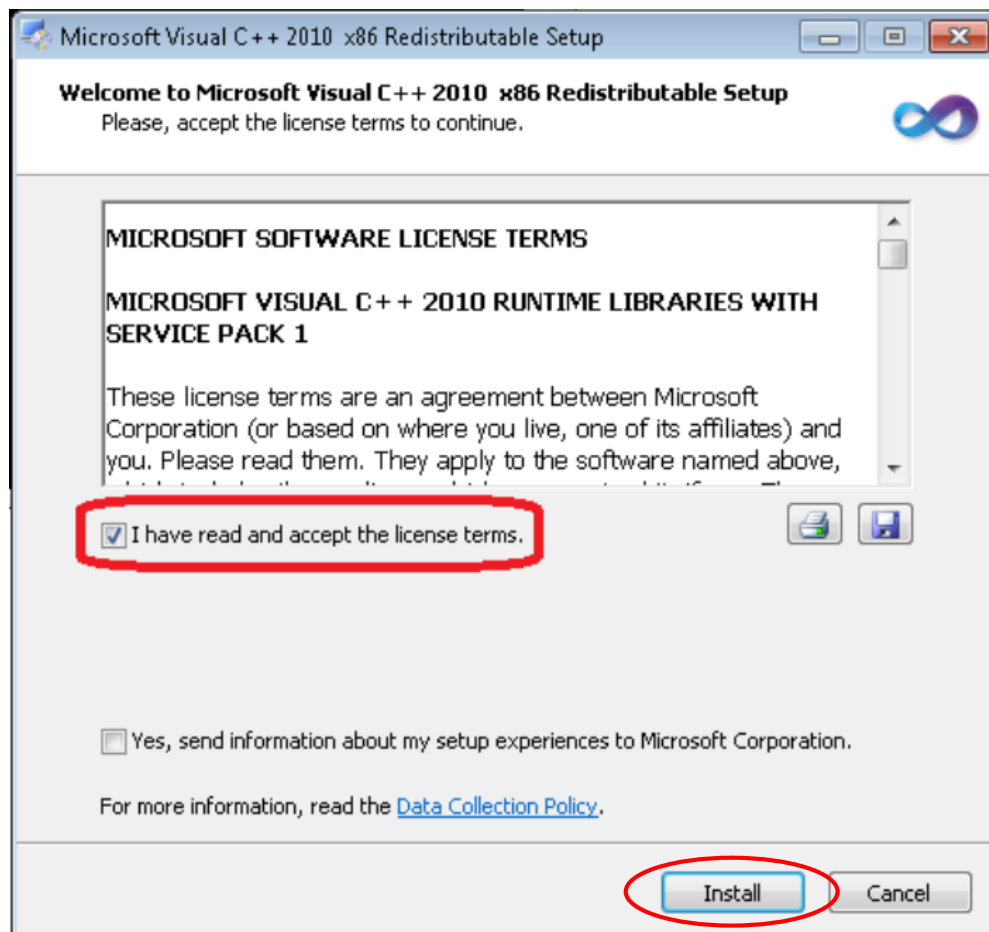 Microsoft Visual C++ 2010 x86 Redistributable Setup
Welcome to Microsoft Visual C++ 2010 x86 Redistributable Setup
Please, accept the license terms to continue.
MICROSOFT SOFTWARE LICENSE TERMS
MICROSOFT VISUAL C++ 2010 RUNTIME LIBRARIES WITH
SERVICE PACK 1
These license terms are an agreement between Microsoft
Corporation (or based on where you live, one of its affiliates) and
you. Please read them. They apply to the software named above,
I have read and accept the license terms.
Yes, send information about my setup experiences to Microsoft Corporation.
For more information, read the Data Collection Policy.
Install
Cancel